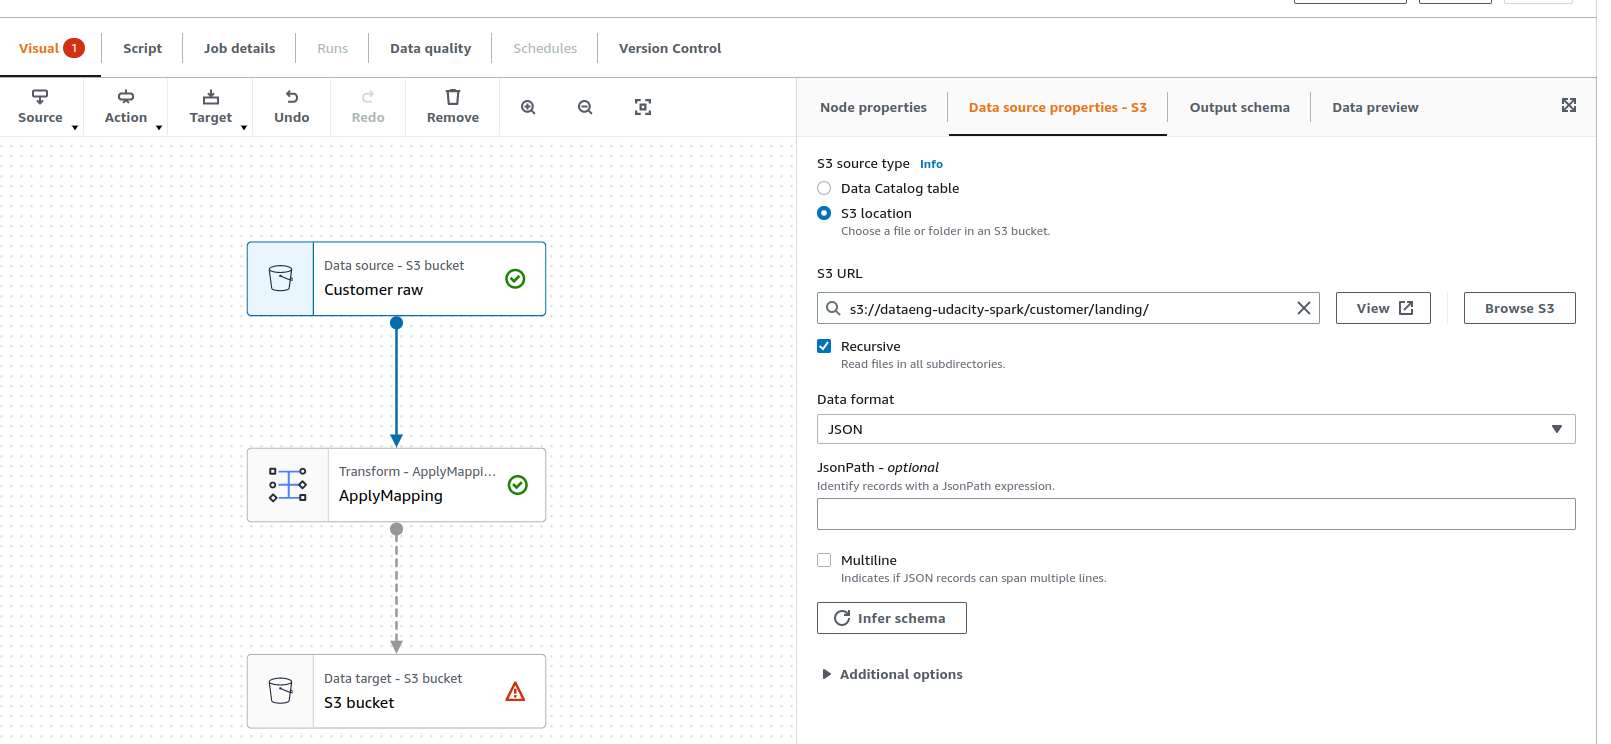 Visual 1 Script Job details Runs Data quality Schedules Version Control
Source Action Target Undo Redo Remove
Node properties Data source properties - S3 Output schema Data preview
Data source - S3 bucket
Customer raw
Transform - ApplyMappi...
ApplyMapping
Data target - S3 bucket
S3 bucket
S3 source type Info
Data Catalog table
S3 location
Choose a file or folder in an S3 bucket.
S3 URL
s3://dataeng-udacity-spark/customer/landing/ View Browse S3
Recursive
Read files in all subdirectories.
Data format
JSON
JsonPath - optional
Identify records with a JsonPath expression.
Multiline
Indicates if JSON records can span multiple lines.
Infer schema
Additional options